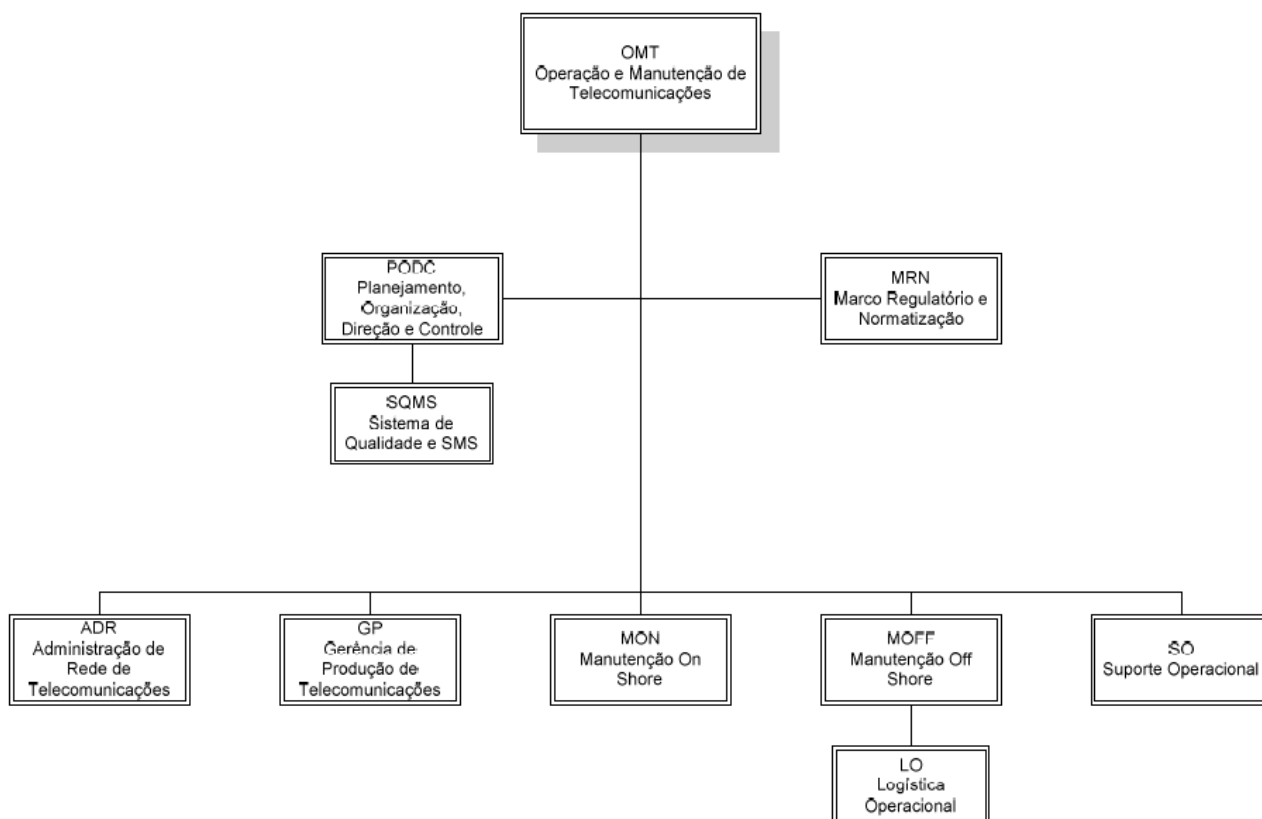 OMT
Operação e Manutenção de
Telecomunicações
PODC
Planejamento,
Organização,
Direção e Controle
MRN
Marco Regulatório e
Normatização
SQMS
Sistema de
Qualidade e SMS
ADR
Administração de
Rede de
Telecomunicações
GP
Gerência de
Produção de
Telecomunicações
MON
Manutenção On
Shore
MOFF
Manutenção Off
Shore
SO
Suporte Operacional
LO
Logística
Operacional